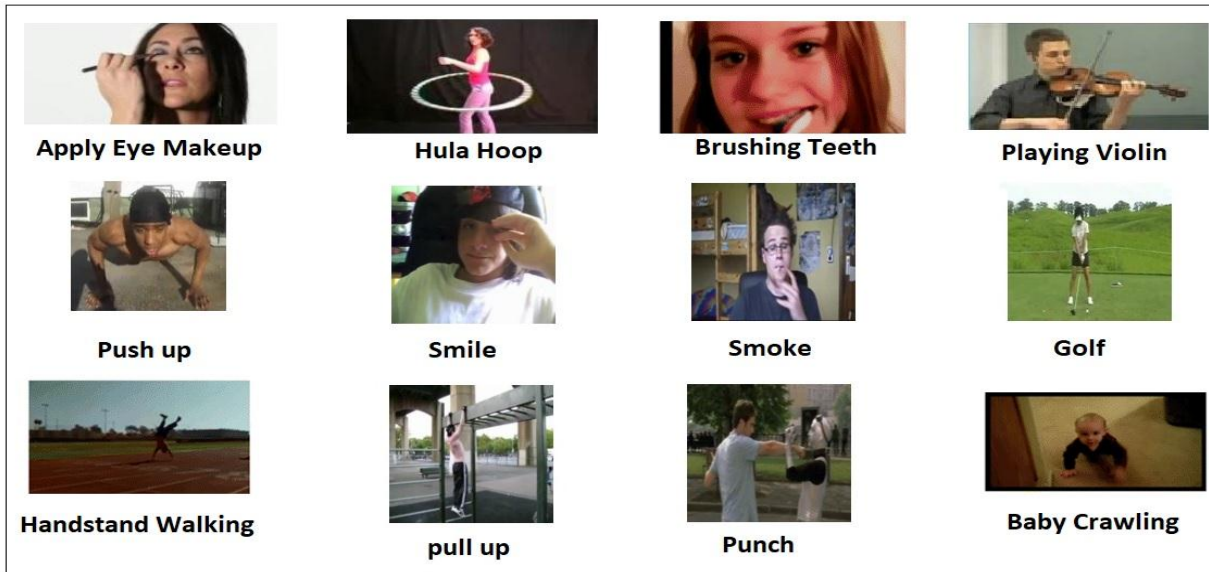 Apply Eye Makeup
Hula Hoop
Brushing Teeth
Playing Violin
Push up
Smile
Smoke
Golf
Handstand Walking
pull up
Punch
Baby Crawling